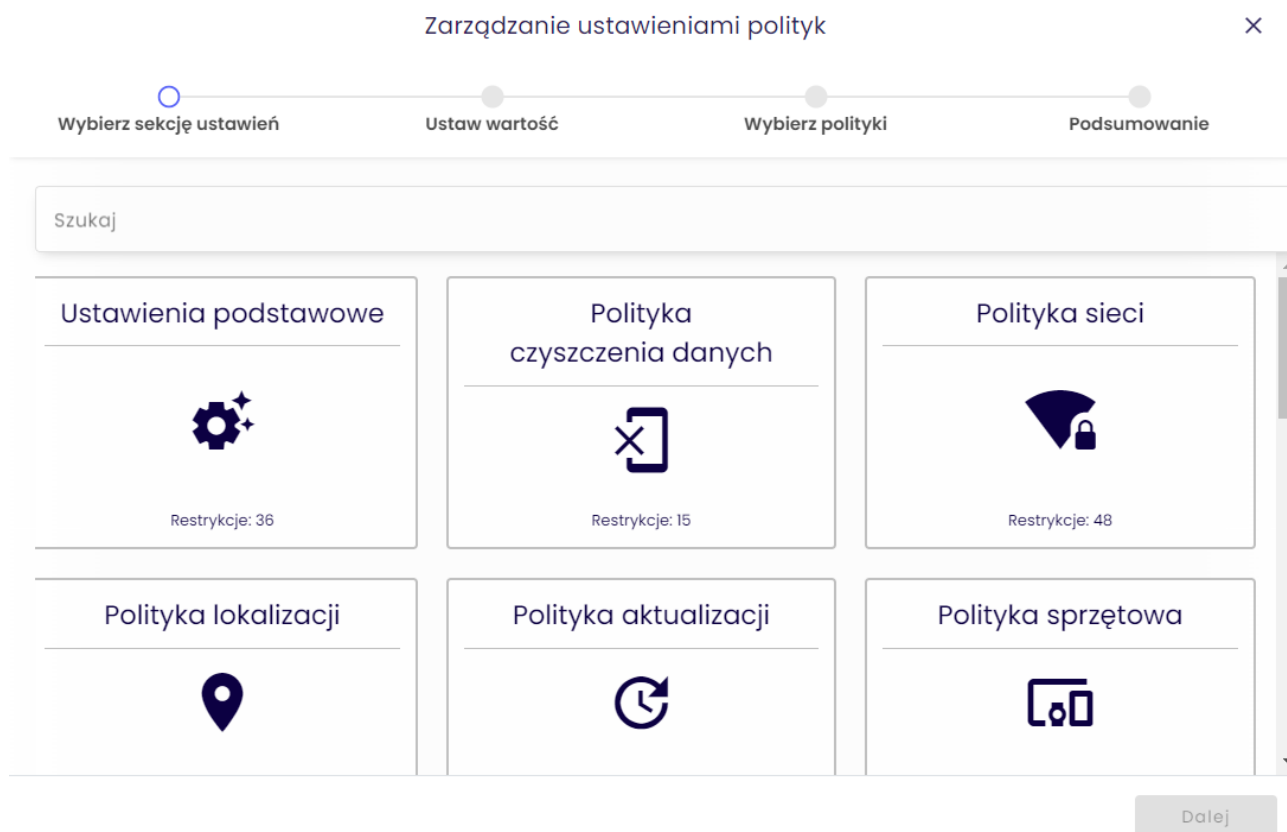 Zarządzanie ustawieniami polityk
Wybierz sekcję ustawień
Ustaw wartość
Wybierz polityki
Podsumowanie
Szukaj
Ustawienia podstawowe
Restrykcje: 36
Polityka
czyszczenia danych
Restrykcje: 15
Polityka sieci
Restrykcje: 48
Polityka lokalizacji
Polityka aktualizacji
Polityka sprzętowa
Dalej